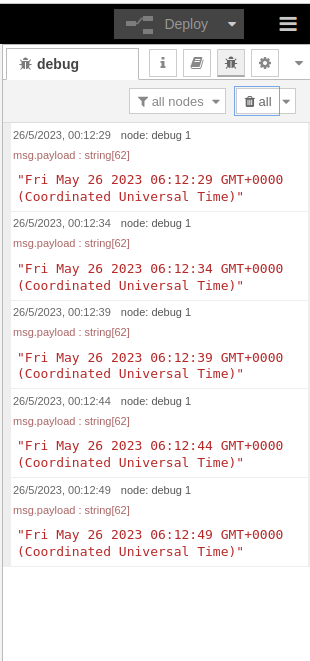 Deploy
debug
i
all nodes
all
26/5/2023, 00:12:29 node: debug 1
msg.payload : string[62]
"Fri May 26 2023 06:12:29 GMT+0000
(Coordinated Universal Time)"
26/5/2023, 00:12:34 node: debug 1
msg.payload : string[62]
"Fri May 26 2023 06:12:34 GMT+0000
(Coordinated Universal Time)"
26/5/2023, 00:12:39 node: debug 1
msg.payload : string[62]
"Fri May 26 2023 06:12:39 GMT+0000
(Coordinated Universal Time)"
26/5/2023, 00:12:44 node: debug 1
msg.payload : string[62]
"Fri May 26 2023 06:12:44 GMT+0000
(Coordinated Universal Time)"
26/5/2023, 00:12:49 node: debug 1
msg.payload : string[62]
"Fri May 26 2023 06:12:49 GMT+0000
(Coordinated Universal Time)"